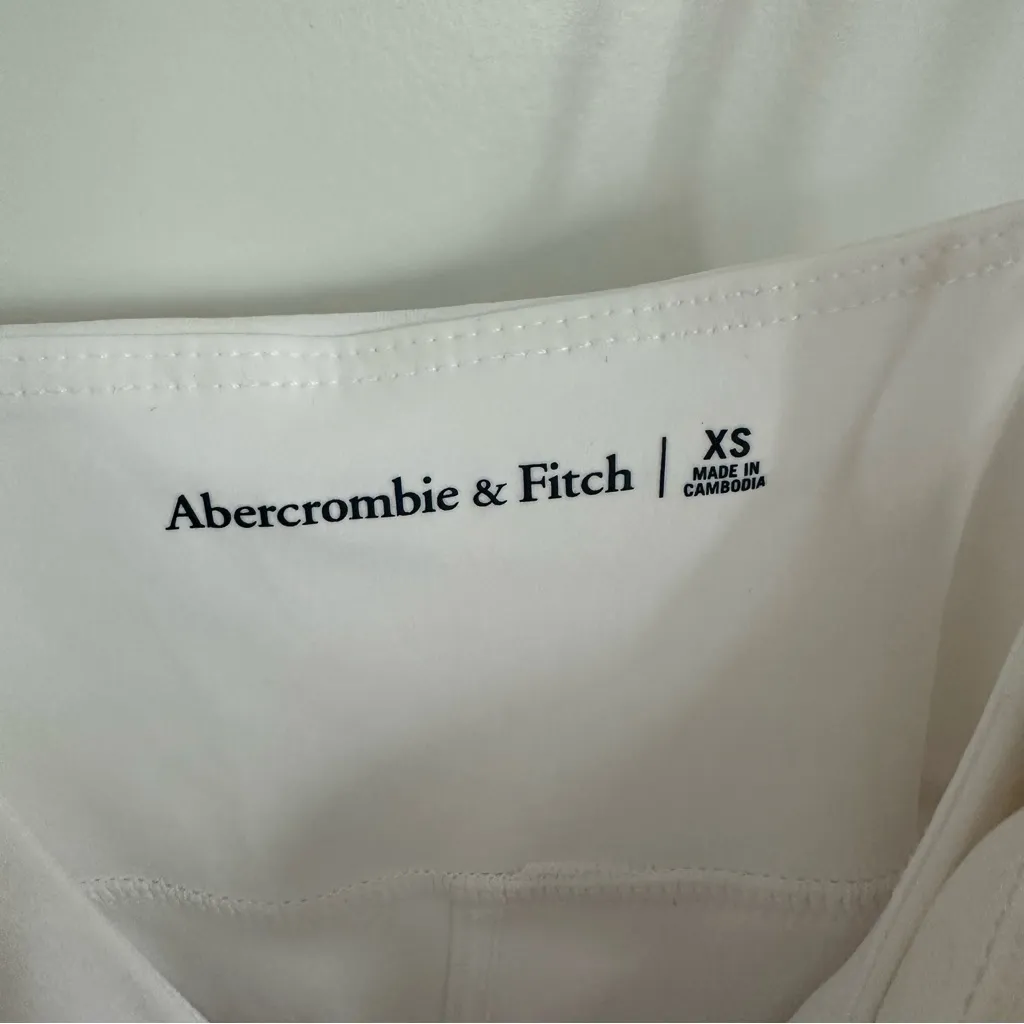 Abercrombie & Fitch | XS
MADE IN
CAMBODIA